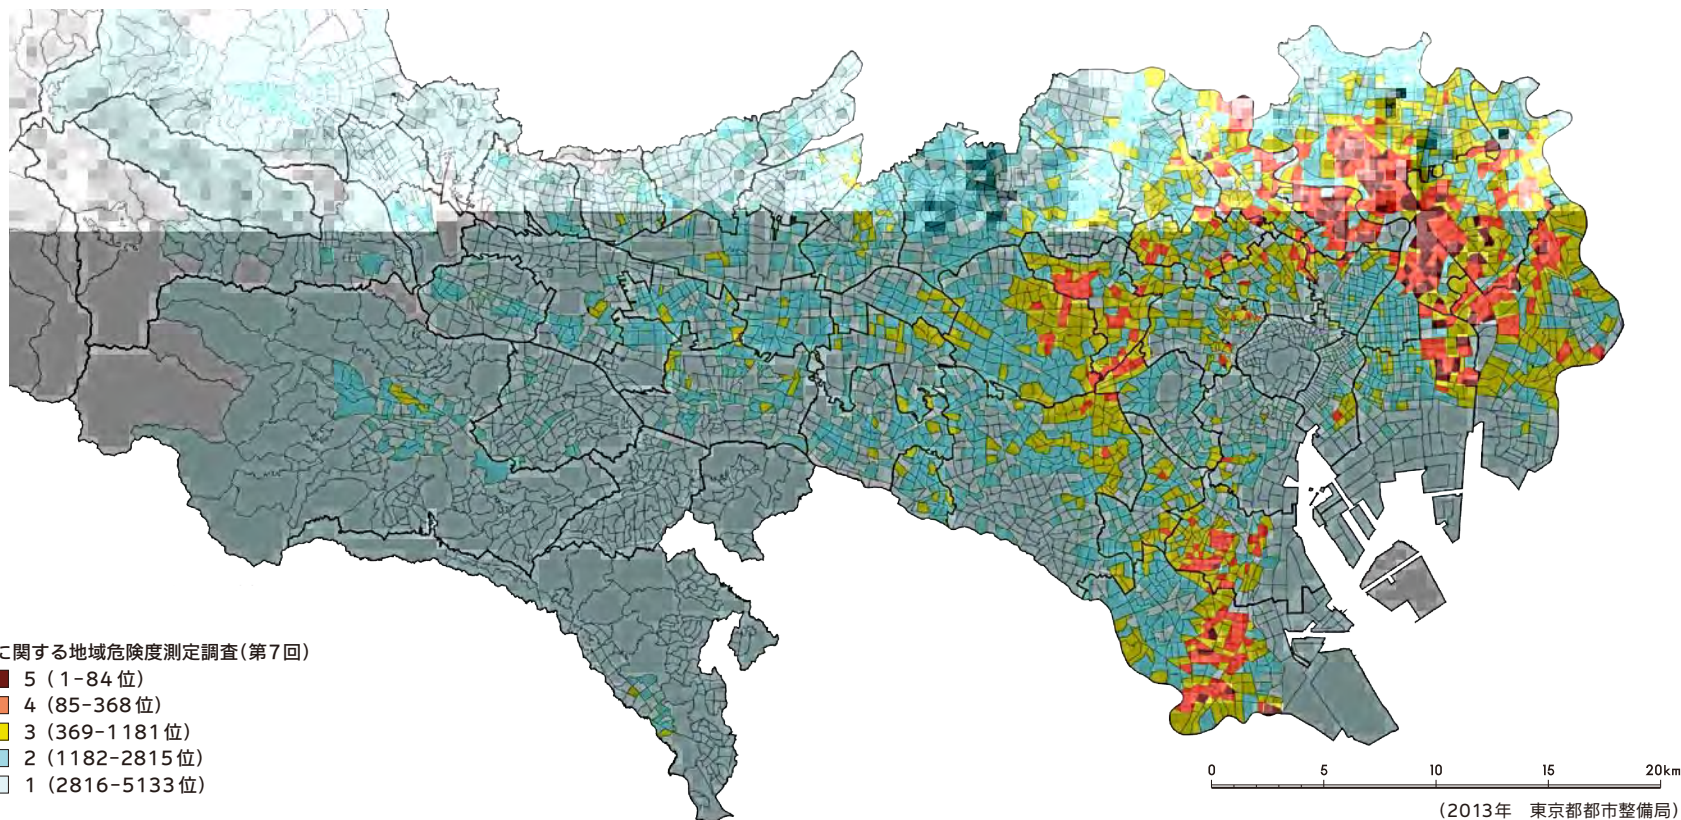 に関する地域危険度測定調査(第7回)
5 (1-84位)
4 (85-368位)
3 (369-1181位)
2 (1182-2815位)
1 (2816-5133位)
0 5 10 15 20km
(2013年 東京都都市整備局)